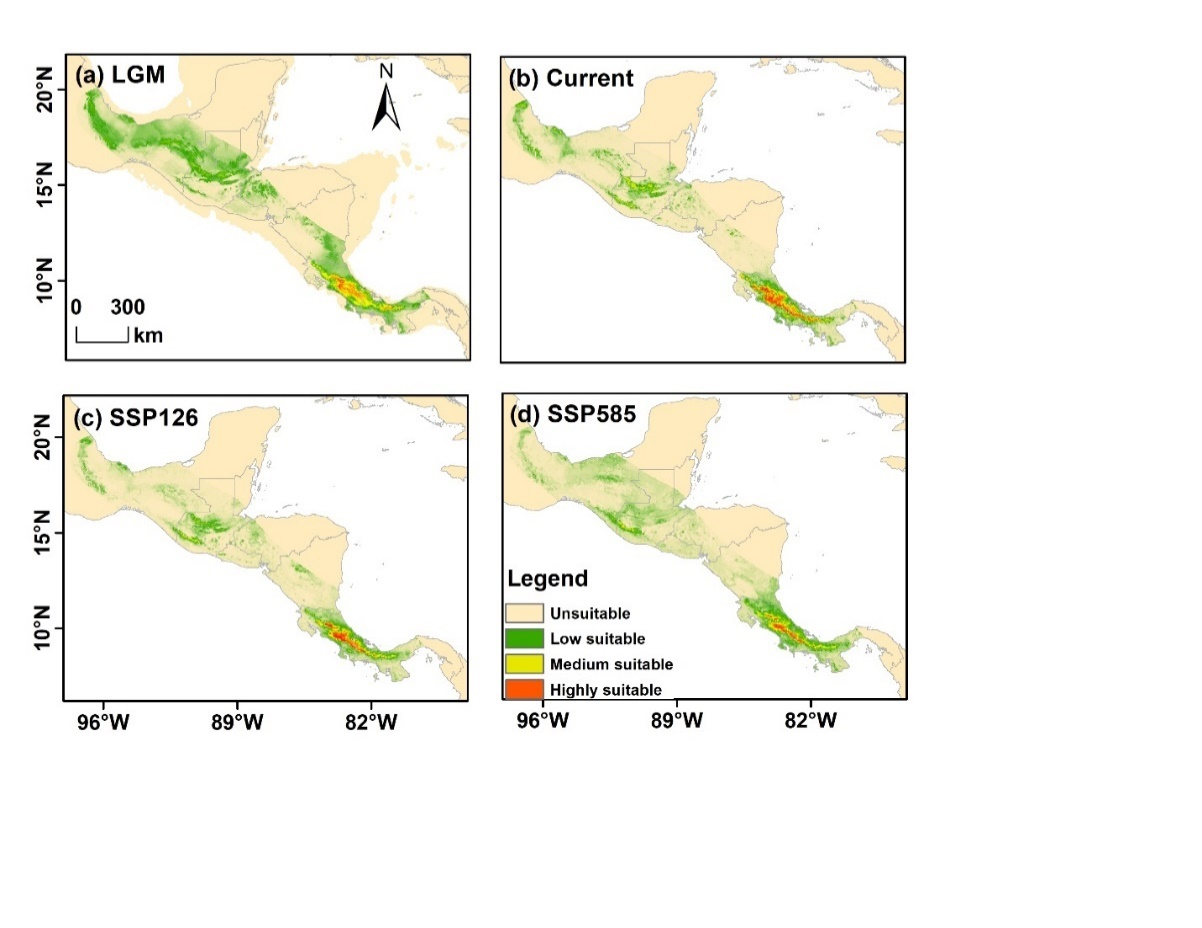 (a) LGM
N
20°N
15°N
10°N
0 300
km
(b) Current
(c) SSP126
20°N
15°N
10°N
96°W 89°W 82°W
(d) SSP585
Legend
Unsuitable
Low suitable
Medium suitable
Highly suitable
96°W 89°W 82°W